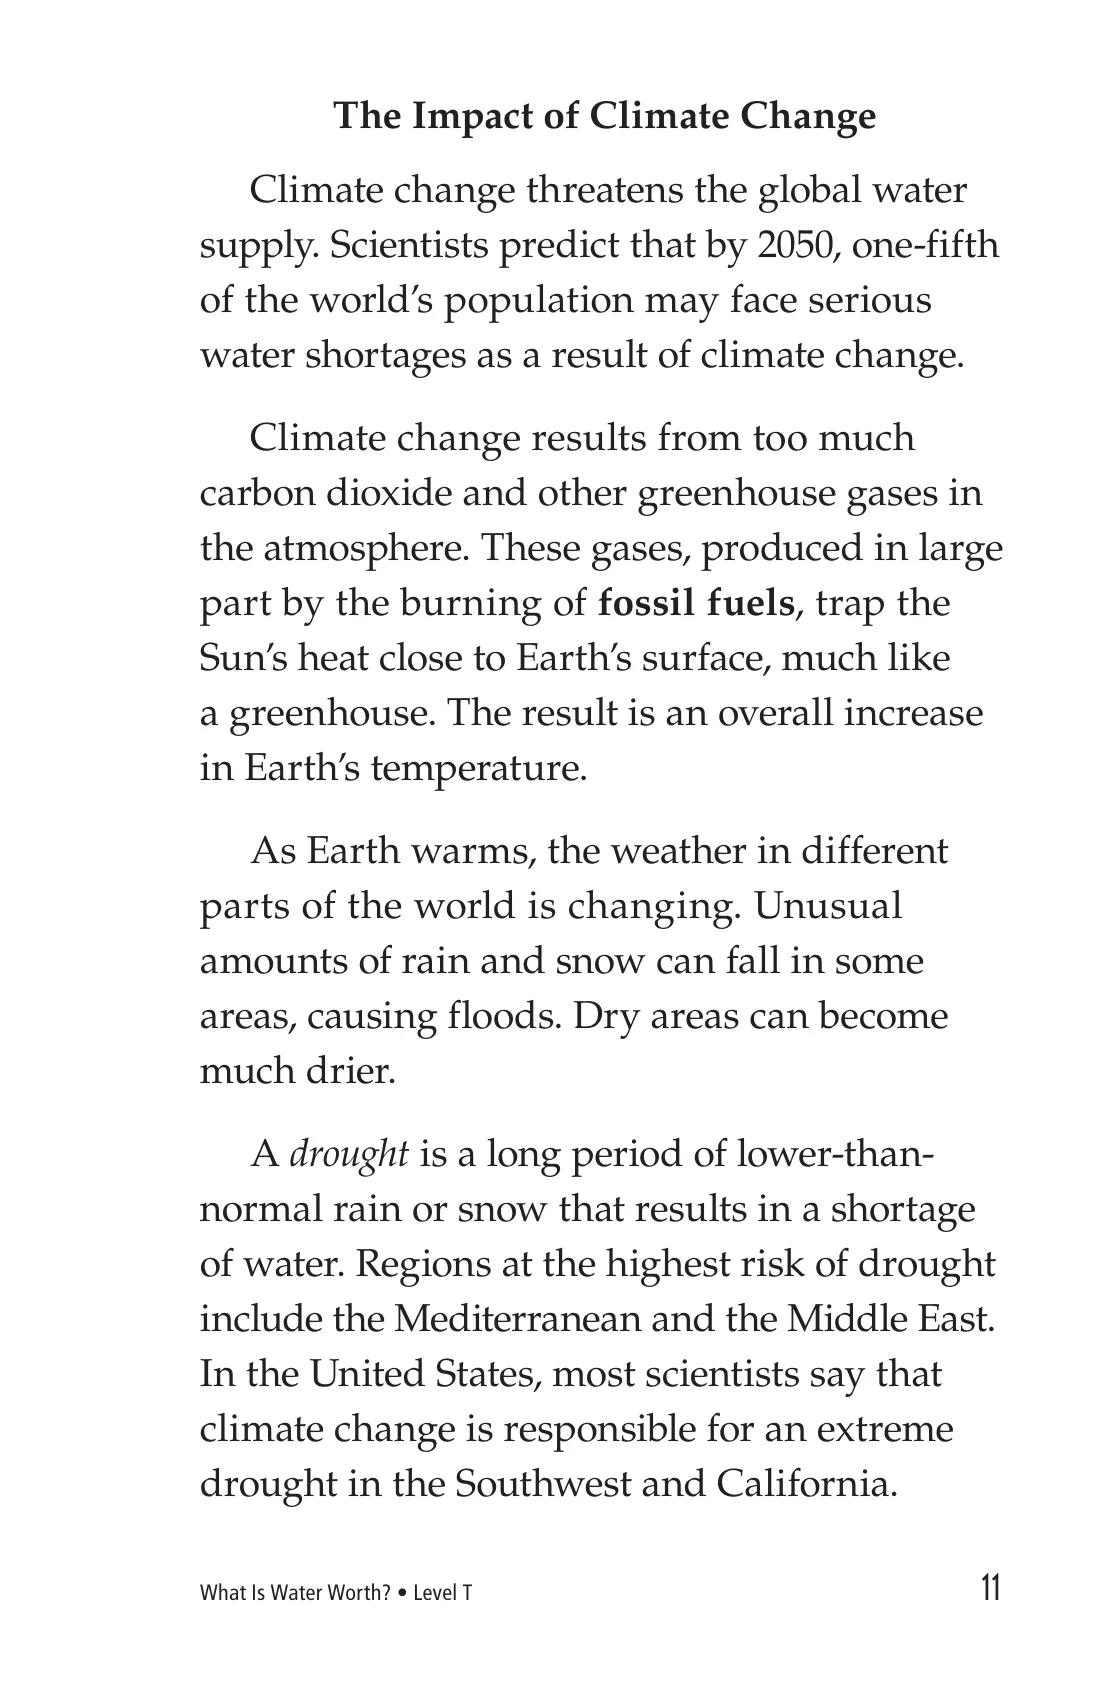 The Impact of Climate Change
Climate change threatens the global water
supply. Scientists predict that by 2050, one-fifth
of the world’s population may face serious
water shortages as a result of climate change.
Climate change results from too much
carbon dioxide and other greenhouse gases in
the atmosphere. These gases, produced in large
part by the burning of fossil fuels, trap the
Sun’s heat close to Earth’s surface, much like
a greenhouse. The result is an overall increase
in Earth’s temperature.
As Earth warms, the weather in different
parts of the world is changing. Unusual
amounts of rain and snow can fall in some
areas, causing floods. Dry areas can become
much drier.
A drought is a long period of lower-than-
normal rain or snow that results in a shortage
of water. Regions at the highest risk of drought
include the Mediterranean and the Middle East.
In the United States, most scientists say that
climate change is responsible for an extreme
drought in the Southwest and California.
What Is Water Worth? • Level T 11